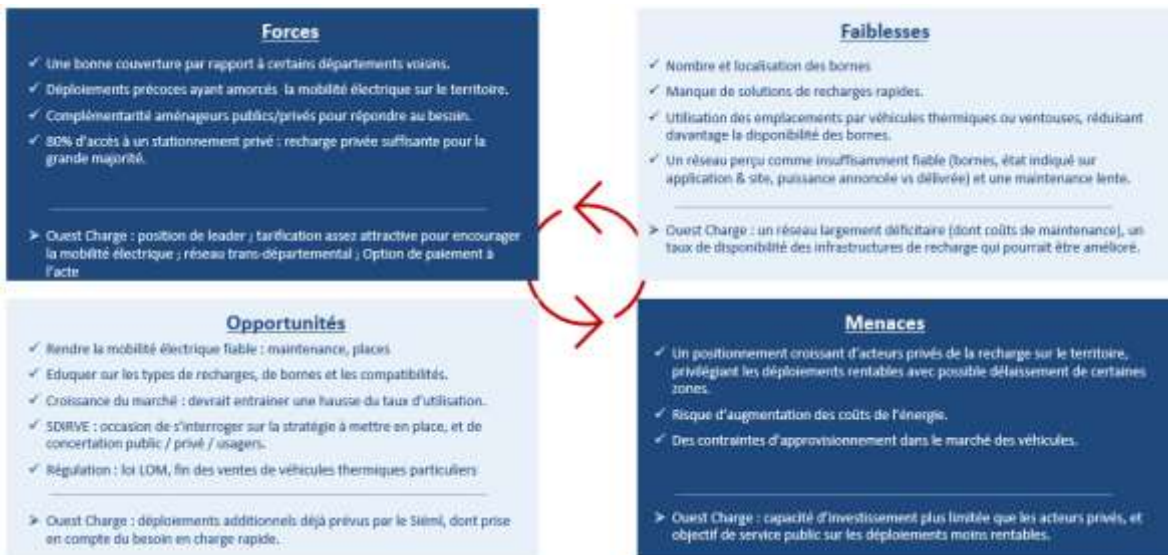 Forces
✓ Une bonne couverture par rapport à certains départements voisins.
✓ Déploiements précoces ayant amorcés la mobilité électrique sur le territoire.
✓ Complémentarité aménageurs publics/privés pour répondre au besoin.
✓ 80% d'accès à un stationnement privé : recharge privée suffisante pour la
grande majorité.
➢ Ouest Charge : position de leader ; tarification assez attractive pour encourager
la mobilité électrique ; réseau trans-départemental ; Option de paiement à
l'acte
Faiblesses
✓ Nombre et localisation des bornes
✓ Manque de solutions de recharges rapides.
✓ Utilisation des emplacements par véhicules thermiques ou ventouses, réduisant
davantage la disponibilité des bornes.
✓ Un réseau perçu comme insuffisamment fiable (bornes, état indiqué sur
application & site, puissance annoncée vs délivrée) et une maintenance lente.
➢ Ouest Charge : un réseau largement déficitaire (dont coûts de maintenance), un
taux de disponibilité des infrastructures de recharge qui pourrait être amélioré.
Opportunités
✓ Rendre la mobilité électrique fiable : maintenance, places
✓ Eduquer sur les types de recharges, de bornes et les compatibilités.
✓ Croissance du marché : devrait entrainer une hausse du taux d'utilisation.
✓ SDIRVE : occasion de s'interroger sur la stratégie à mettre en place, et de
concertation public / privé / usagers.
✓ Régulation : loi LOM, fin des ventes de véhicules thermiques particuliers
➢ Ouest Charge : déploiements additionnels déjà prévus par le Siéml, dont prise
en compte du besoin en charge rapide.
Menaces
✓ Un positionnement croissant d'acteurs privés de la recharge sur le territoire,
privilégiant les déploiements rentables avec possible délaissement de certaines
zones.
✓ Risque d'augmentation des coûts de l'énergie.
✓ Des contraintes d'approvisionnement dans le marché des véhicules.
➢ Ouest Charge : capacité d'investissement plus limitée que les acteurs privés, et
objectif de service public sur les déploiements moins rentables.